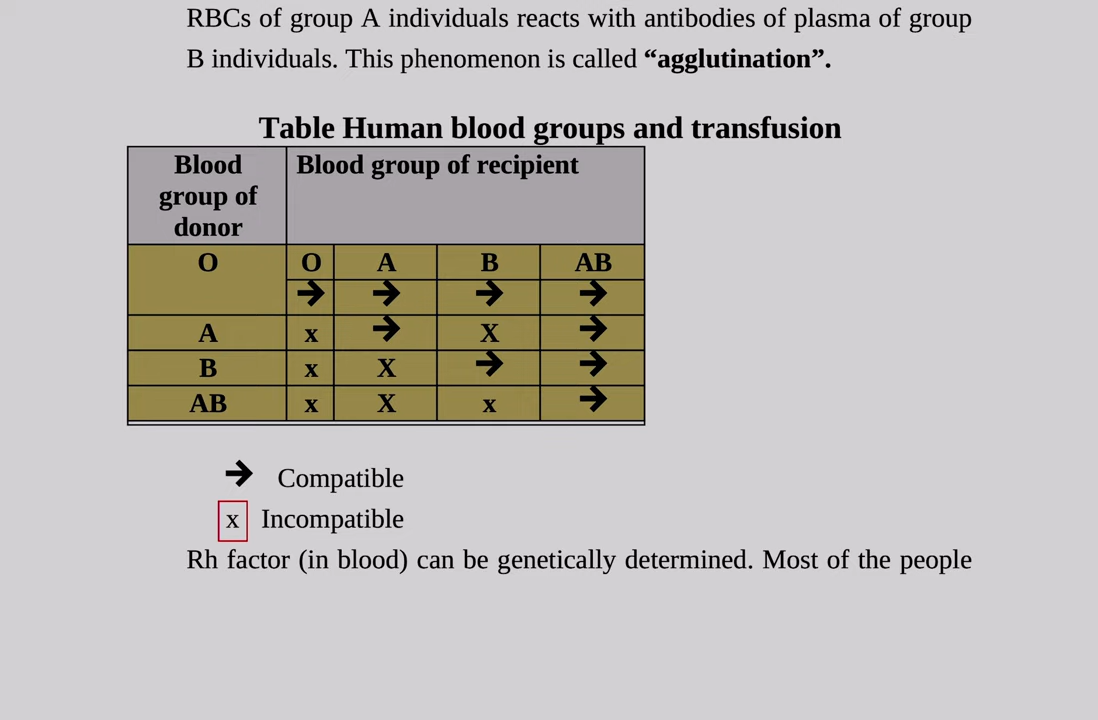 RBCs of group A individuals reacts with antibodies of plasma of group
B individuals. This phenomenon is called “agglutination”.
Table Human blood groups and transfusion
Blood group of donor Blood group of recipient
O O A B AB
→ → → →
A x → X →
B x X → →
AB x X x →
→ Compatible
x Incompatible
Rh factor (in blood) can be genetically determined. Most of the people